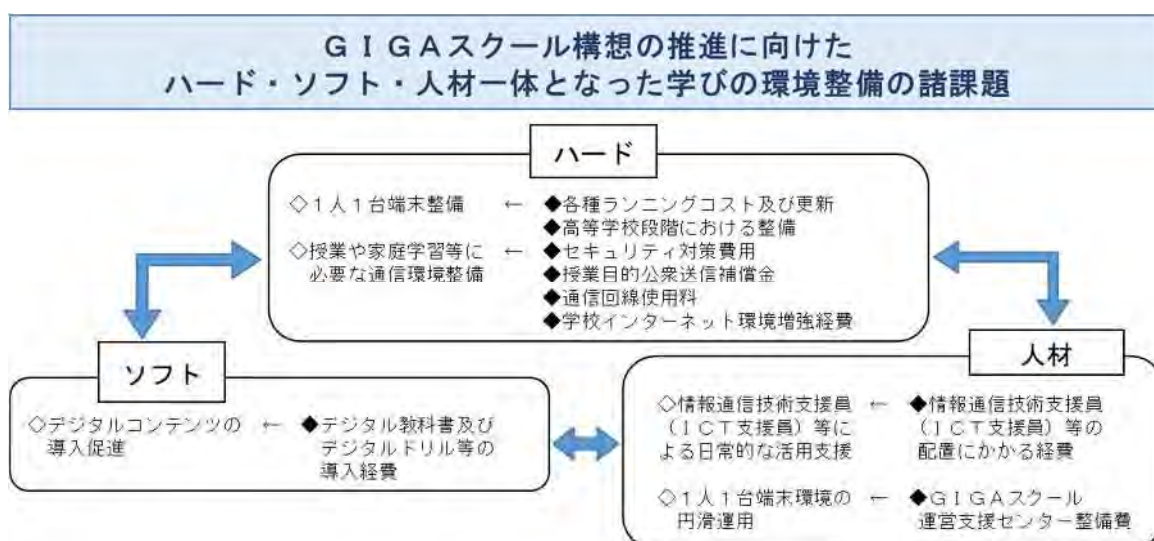 GIGAスクール構想の推進に向けた
ハード・ソフト・人材一体となった学びの環境整備の諸課題
ハード
◇1人1台端末整備 ← ◆各種ランニングコスト及び更新
◆高等学校段階における整備
◇授業や家庭学習等に ← ◆セキュリティ対策費用
必要な通信環境整備 ◆授業目的公衆送信補償金
◆通信回線使用料
◆学校インターネット環境増強経費
ソフト
◇デジタルコンテンツの ← ◆デジタル教科書及び
導入促進 デジタルドリル等の
導入経費
人材
◇情報通信技術支援員 ← ◆情報通信技術支援員
(ICT支援員)等に (ICT支援員)等の
よる日常的な活用支援 配置にかかる経費
◇1人1台端末環境の ← ◆GIGAスクール
円滑運用 運営支援センター整備費